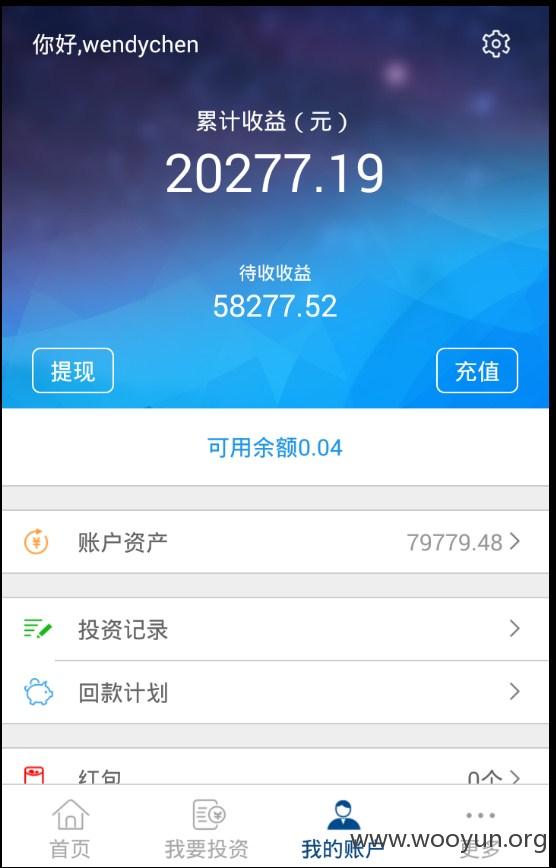 你好,wendychen
累计收益（元）
20277.19
待收收益
58277.52
提现
充值
可用余额0.04
账户资产
79779.48
投资记录
回款计划
红包
0个
首页
我要投资
我的账户
更多
www.wooyun.org